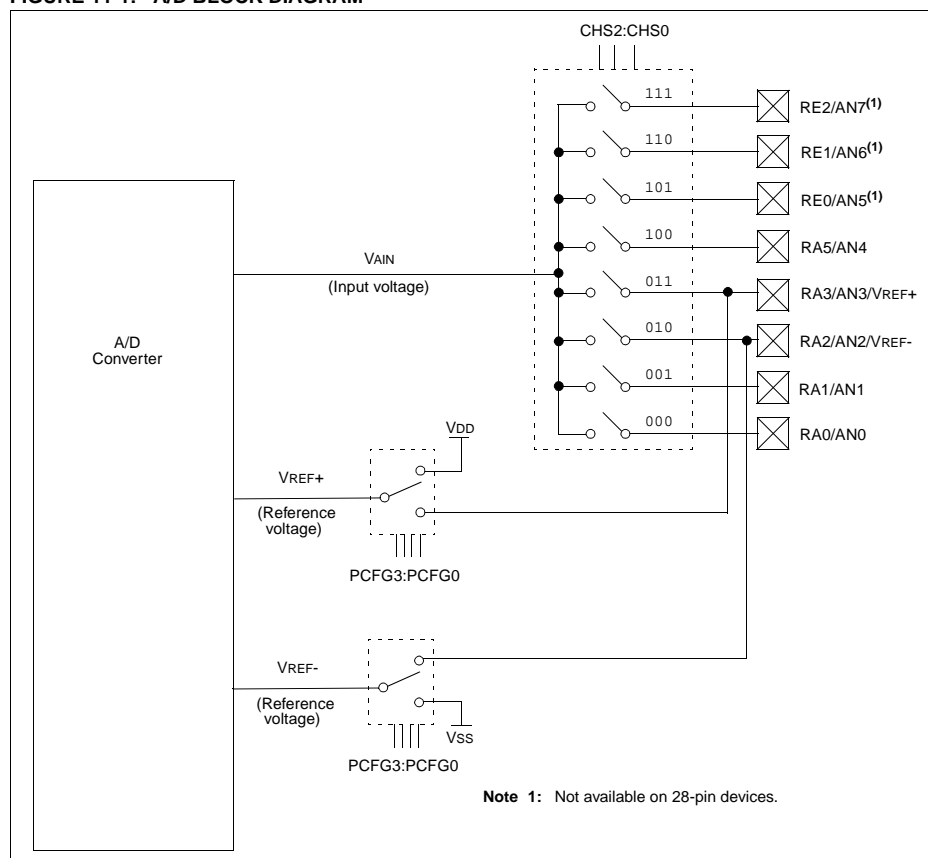 FIGURE 11-1: A/D BLOCK DIAGRAM
CHS2:CHS0
111 RE2/AN7(1)
110 RE1/AN6(1)
101 RE0/AN5(1)
100 RA5/AN4
VAIN
(Input voltage)
011 RA3/AN3/VREF+
010 RA2/AN2/VREF-
A/D
Converter
001 RA1/AN1
000 RA0/AN0
VDD
VREF+
(Reference
voltage)
PCFG3:PCFG0
VREF-
(Reference
voltage)
VSS
PCFG3:PCFG0
Note 1: Not available on 28-pin devices.